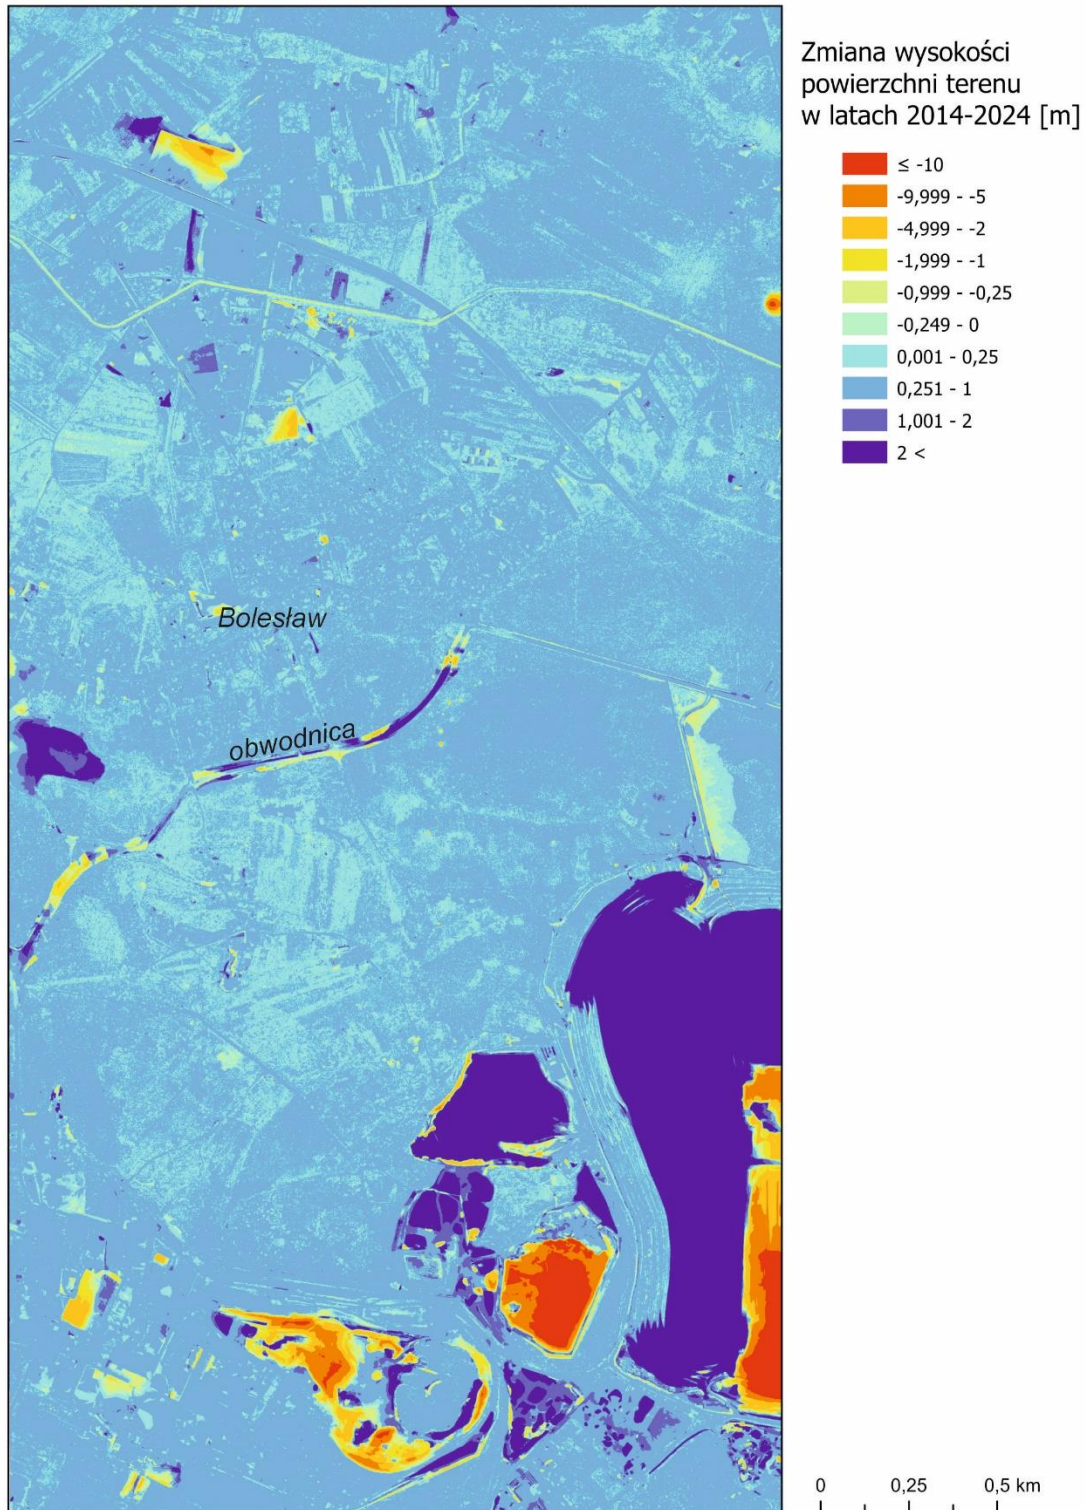 Zmiana wysokości
powierzchni terenu
w latach 2014-2024 [m]
≤ -10
-9,999 - -5
-4,999 - -2
-1,999 - -1
-0,999 - -0,25
-0,249 - 0
0,001 - 0,25
0,251 - 1
1,001 - 2
2 <
Bolesław
obwodnica
0 0,25 0,5 km